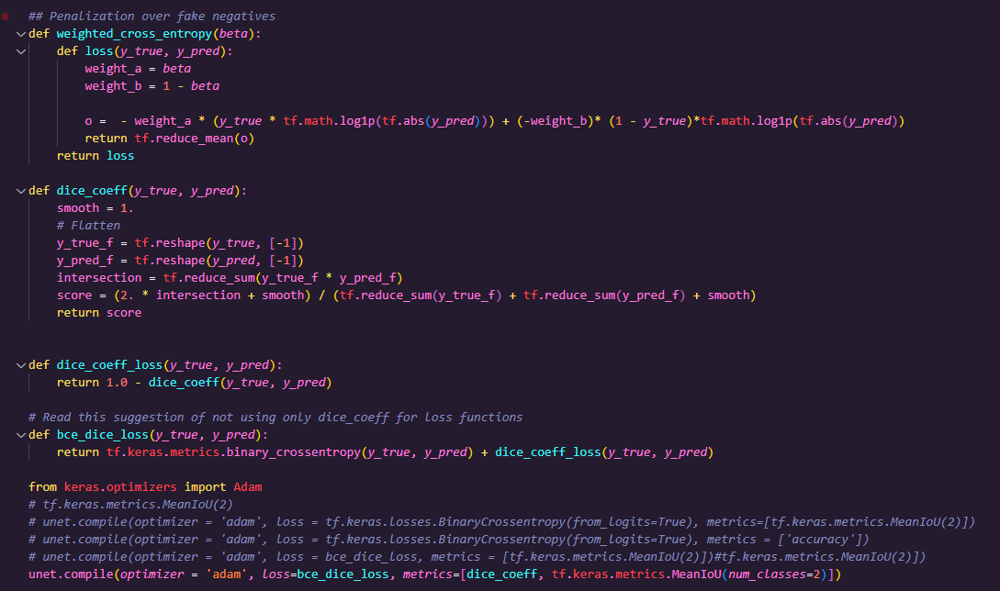 ## Penalization over fake negatives
def weighted_cross_entropy(beta):
    def loss(y_true, y_pred):
        weight_a = beta
        weight_b = 1 - beta
        o =  - weight_a * (y_true * tf.math.log1p(tf.abs(y_pred))) + (-weight_b)* (1 - y_true)*tf.math.log1p(tf.abs(y_pred))
        return tf.reduce_mean(o)
    return loss
def dice_coeff(y_true, y_pred):
    smooth = 1.
    # Flatten
    y_true_f = tf.reshape(y_true, [-1])
    y_pred_f = tf.reshape(y_pred, [-1])
    intersection = tf.reduce_sum(y_true_f * y_pred_f)
    score = (2. * intersection + smooth) / (tf.reduce_sum(y_true_f) + tf.reduce_sum(y_pred_f) + smooth)
    return score
def dice_coeff_loss(y_true, y_pred):
    return 1.0 - dice_coeff(y_true, y_pred)
# Read this suggestion of not using only dice_coeff for loss functions
def bce_dice_loss(y_true, y_pred):
    return tf.keras.metrics.binary_crossentropy(y_true, y_pred) + dice_coeff_loss(y_true, y_pred)
from keras.optimizers import Adam
# tf.keras.metrics.MeanIoU(2)
# unet.compile(optimizer = 'adam', loss = tf.keras.losses.BinaryCrossentropy(from_logits=True), metrics=[tf.keras.metrics.MeanIoU(2)])
# unet.compile(optimizer = 'adam', loss = tf.keras.losses.BinaryCrossentropy(from_logits=True), metrics = ['accuracy'])
# unet.compile(optimizer = 'adam', loss = bce_dice_loss, metrics = [tf.keras.metrics.MeanIoU(2)])#tf.keras.metrics.MeanIoU(2)])
unet.compile(optimizer = 'adam', loss=bce_dice_loss, metrics=[dice_coeff, tf.keras.metrics.MeanIoU(num_classes=2)])